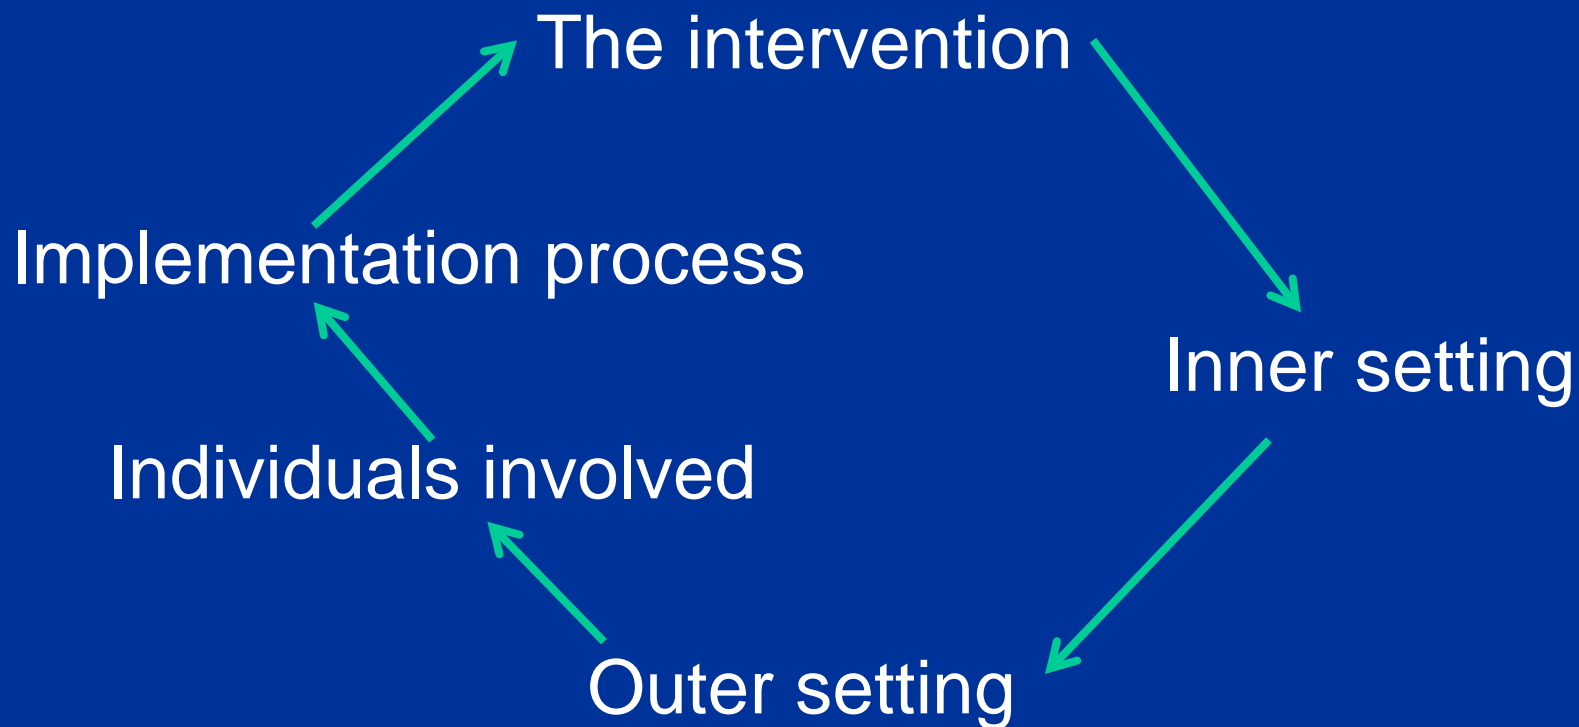 The intervention
Implementation process
Inner setting
Individuals involved
Outer setting